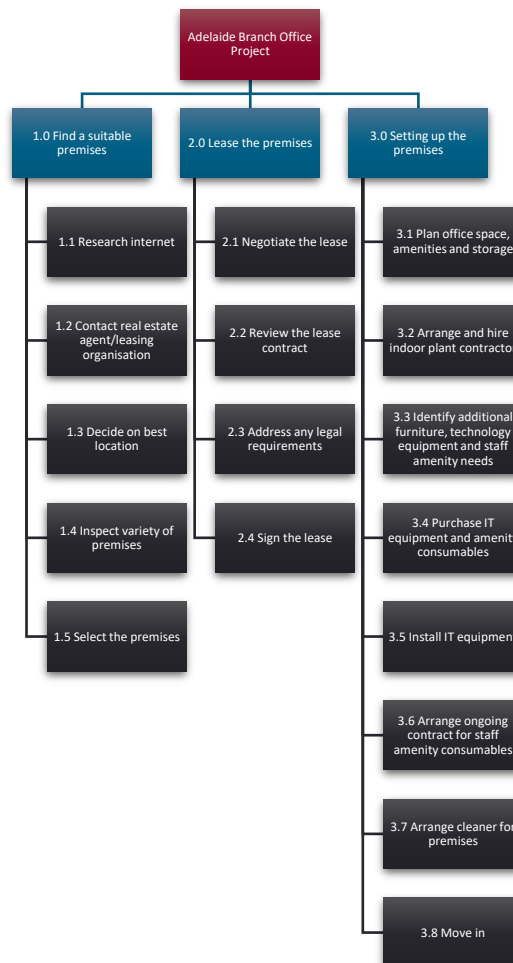 Adelaide Branch Office
Project
1.0 Find a suitable
premises
1.1 Research internet
1.2 Contact real estate
agent/leasing
organisation
1.3 Decide on best
location
1.4 Inspect variety of
premises
1.5 Select the premises
2.0 Lease the premises
2.1 Negotiate the lease
2.2 Review the lease
contract
2.3 Address any legal
requirements
2.4 Sign the lease
3.0 Setting up the
premises
3.1 Plan office space,
amenities and storage
3.2 Arrange and hire
indoor plant contractor
3.3 Identify additional
furniture, technology
equipment and staff
amenity needs
3.4 Purchase IT
equipment and amenity
consumables
3.5 Install IT equipment
3.6 Arrange ongoing
contract for staff
amenity consumables
3.7 Arrange cleaner for
premises
3.8 Move in